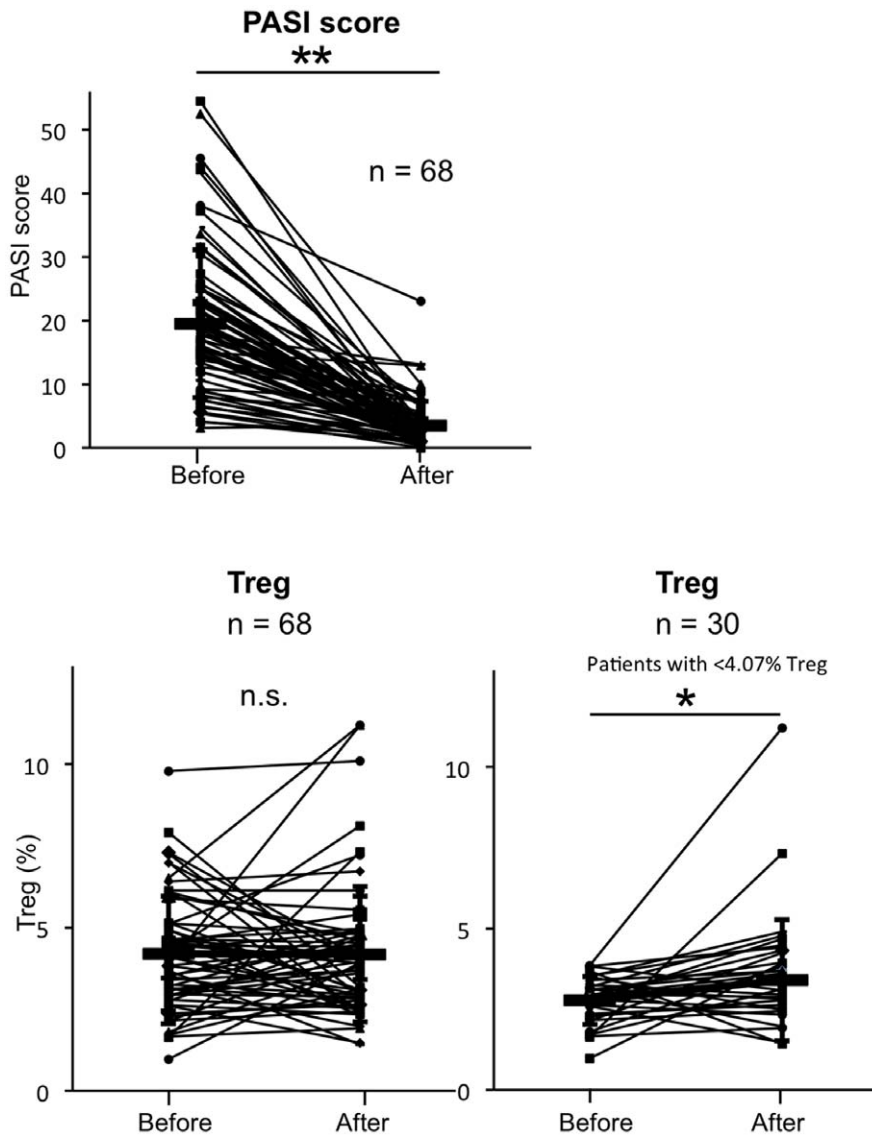 PASI score
**
50
40
30
20
10
0
PASI score
n = 68
Before
After
Treg
n = 68
n.s.
10
5
0
Treg (%)
Before
After
Treg
n = 30
Patients with <4.07% Treg
*
10
5
0
Before
After